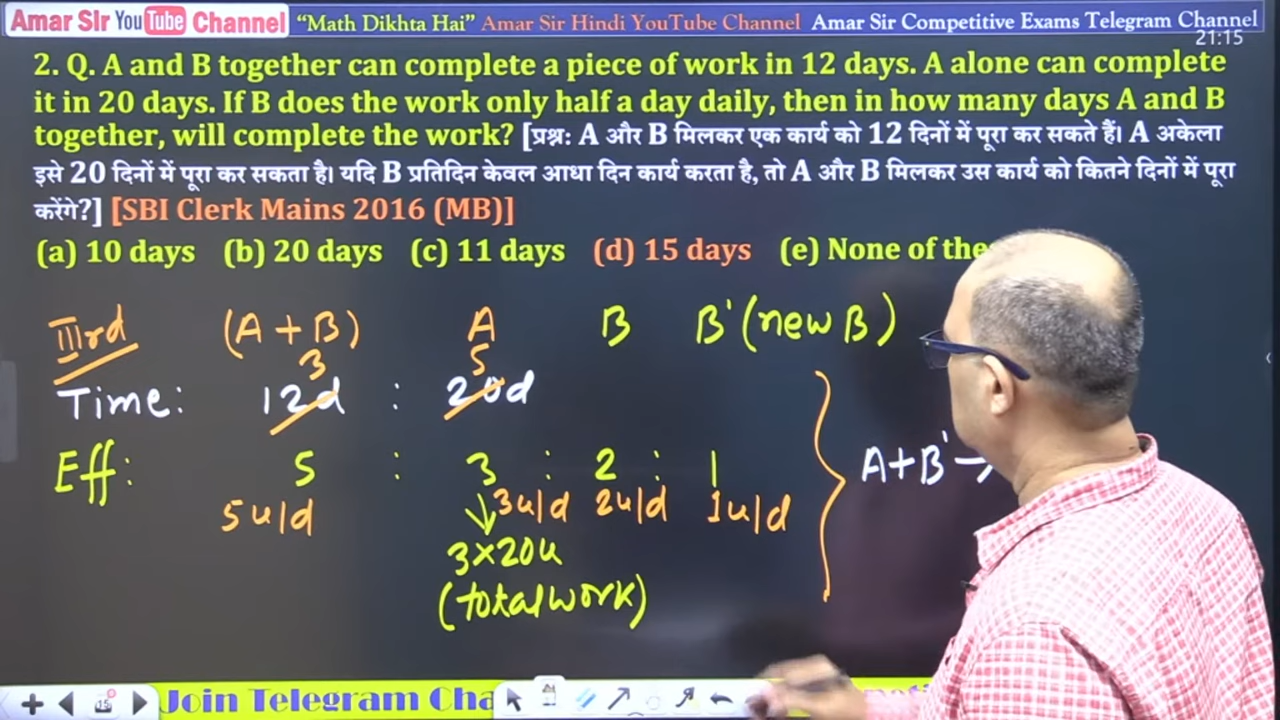 Amar SIr YouTube Channel "Math Dikhta Hai" Amar Sir Hindi YouTube Channel Amar Sir Competitive Exams Telegram Channel
21:15
2. Q. A and B together can complete a piece of work in 12 days. A alone can complete
it in 20 days. If B does the work only half a day daily, then in how many days A and B
together, will complete the work? [प्रश्न: A और B मिलकर एक कार्य को 12 दिनों में पूरा कर सकते हैं। A अकेला
इसे 20 दिनों में पूरा कर सकता है। यदि B प्रतिदिन केवल आधा दिन कार्य करता है, तो A और B मिलकर उस कार्य को कितने दिनों में पूरा
करेंगे?] [SBI Clerk Mains 2016 (MB)]
(a) 10 days (b) 20 days (c) 11 days (d) 15 days (e) None of the
IIIrd (A + B) A B B' (new B)
3 5
Time: 12d : 20d
Eff: 5 : 3 : 2 : 1 A+B' →
5u/d 3u/d 2u/d 1u/d
3×20u
(total work)
Join Telegram Cha